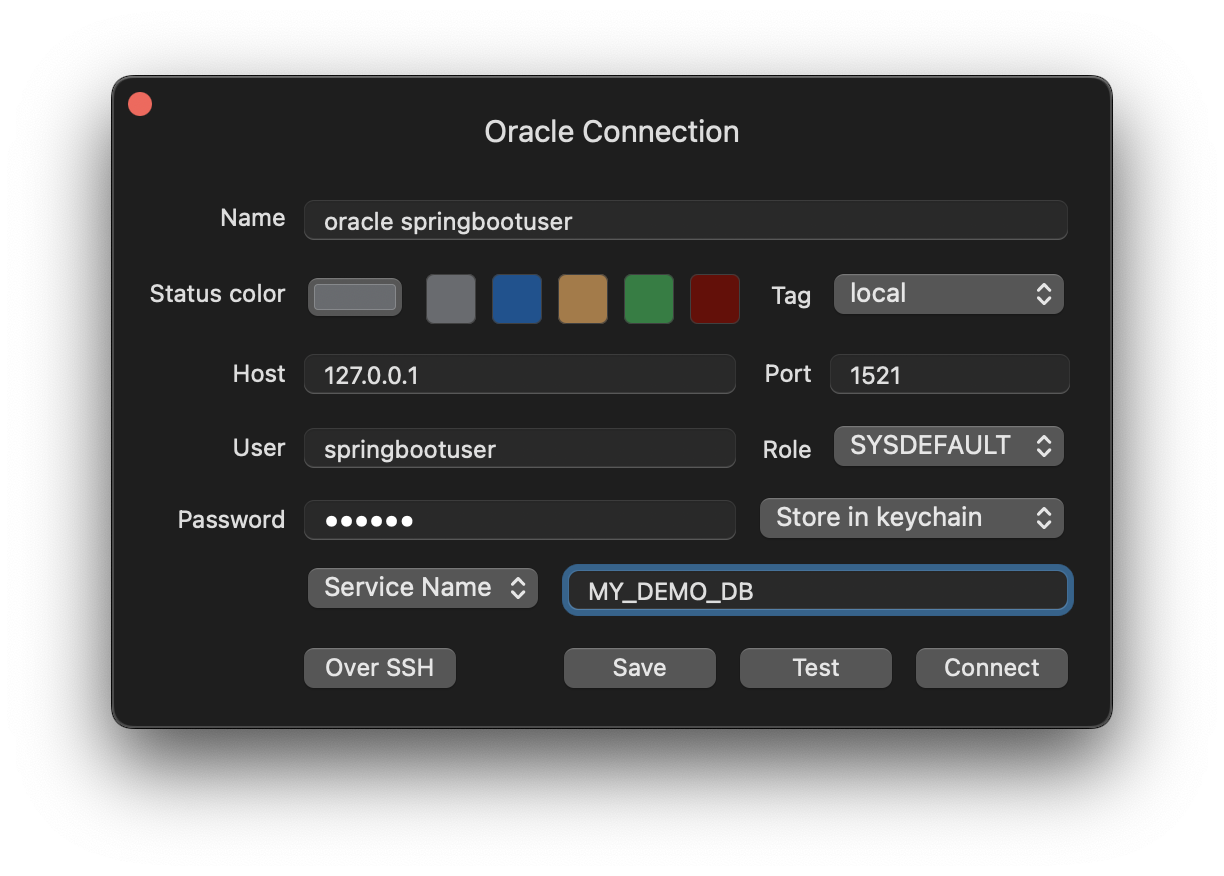 Oracle Connection
Name oracle springbootuser
Status color Tag local
Host 127.0.0.1 Port 1521
User springbootuser Role SYSDEFAULT
Password ●●●●●● Store in keychain
Service Name MY_DEMO_DB
Over SSH Save Test Connect